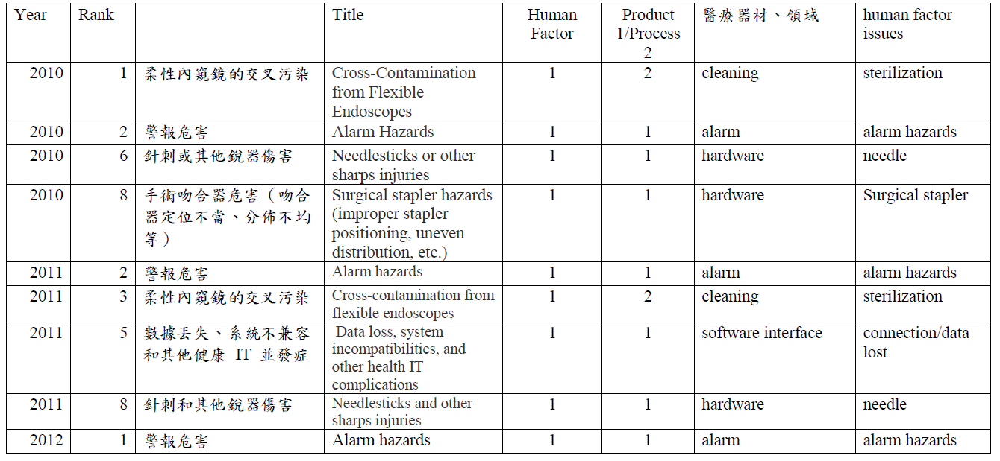 Year Rank Title Human Factor Product 1/Process 2 醫療器材、領域 human factor issues
2010 1 柔性內窺鏡的交叉污染 Cross-Contamination from Flexible Endoscopes 1 2 cleaning sterilization
2010 2 警報危害 Alarm Hazards 1 1 alarm alarm hazards
2010 6 針刺或其他銳器傷害 Needlesticks or other sharps injuries 1 1 hardware needle
2010 8 手術吻合器危害（吻合器定位不當、分佈不均等） Surgical stapler hazards (improper stapler positioning, uneven distribution, etc.) 1 1 hardware Surgical stapler
2011 2 警報危害 Alarm hazards 1 1 alarm alarm hazards
2011 3 柔性內窺鏡的交叉污染 Cross-contamination from flexible endoscopes 1 2 cleaning sterilization
2011 5 數據丟失、系統不兼容和其他健康 IT 並發症 Data loss, system incompatibilities, and other health IT complications 1 1 software interface connection/data lost
2011 8 針刺和其他銳器傷害 Needlesticks and other sharps injuries 1 1 hardware needle
2012 1 警報危害 Alarm hazards 1 1 alarm alarm hazards